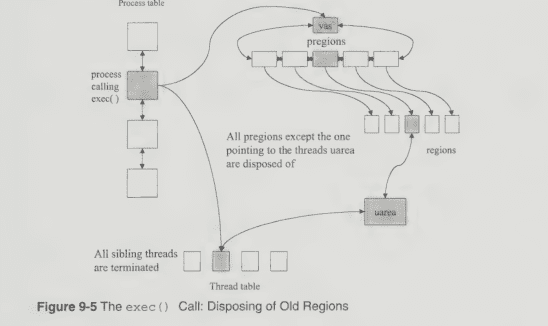 Process table
vas
pregions
process
calling
exec( )
All pregions except the one
pointing to the threads uarea
are disposed of
regions
uarea
All sibling threads
are terminated
Thread table
Figure 9-5 The exec() Call: Disposing of Old Regions